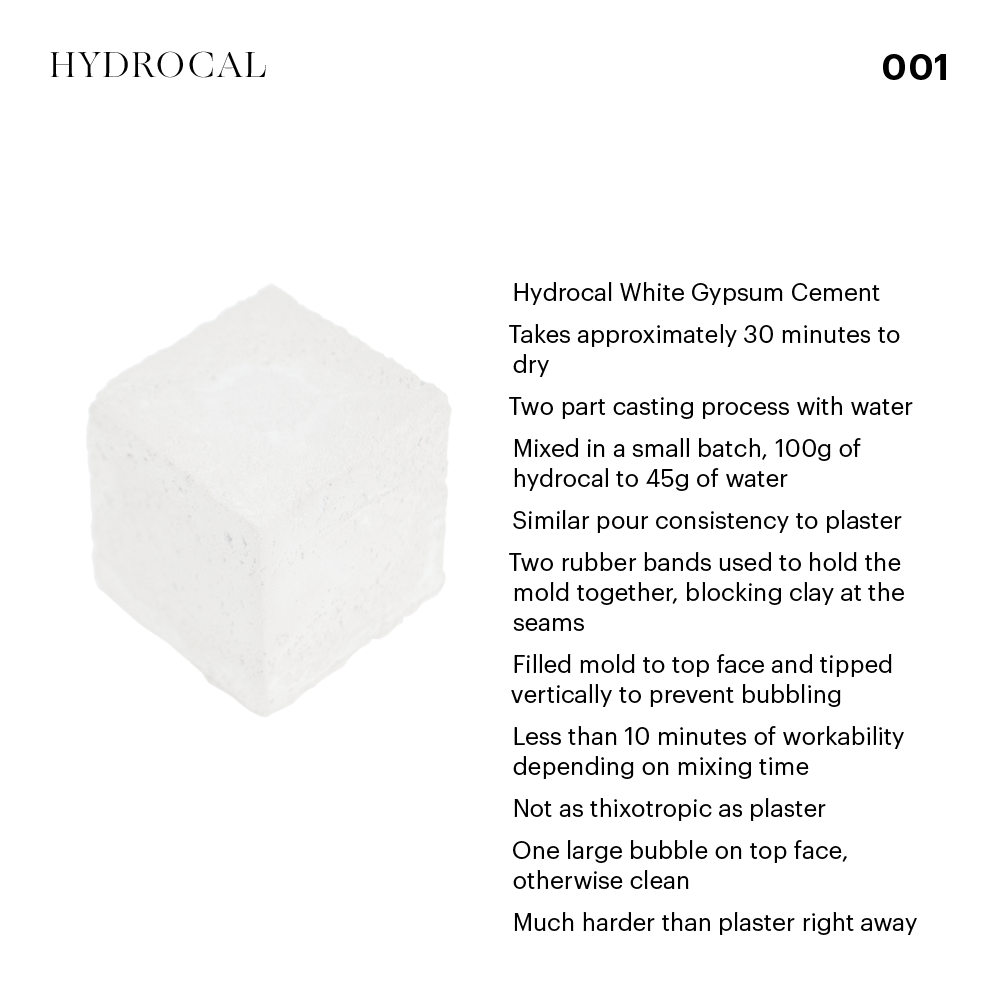 HYDROCAL
001
Hydrocal White Gypsum Cement
Takes approximately 30 minutes to
dry
Two part casting process with water
Mixed in a small batch, 100g of
hydrocal to 45g of water
Similar pour consistency to plaster
Two rubber bands used to hold the
mold together, blocking clay at the
seams
Filled mold to top face and tipped
vertically to prevent bubbling
Less than 10 minutes of workability
depending on mixing time
Not as thixotropic as plaster
One large bubble on top face,
otherwise clean
Much harder than plaster right away